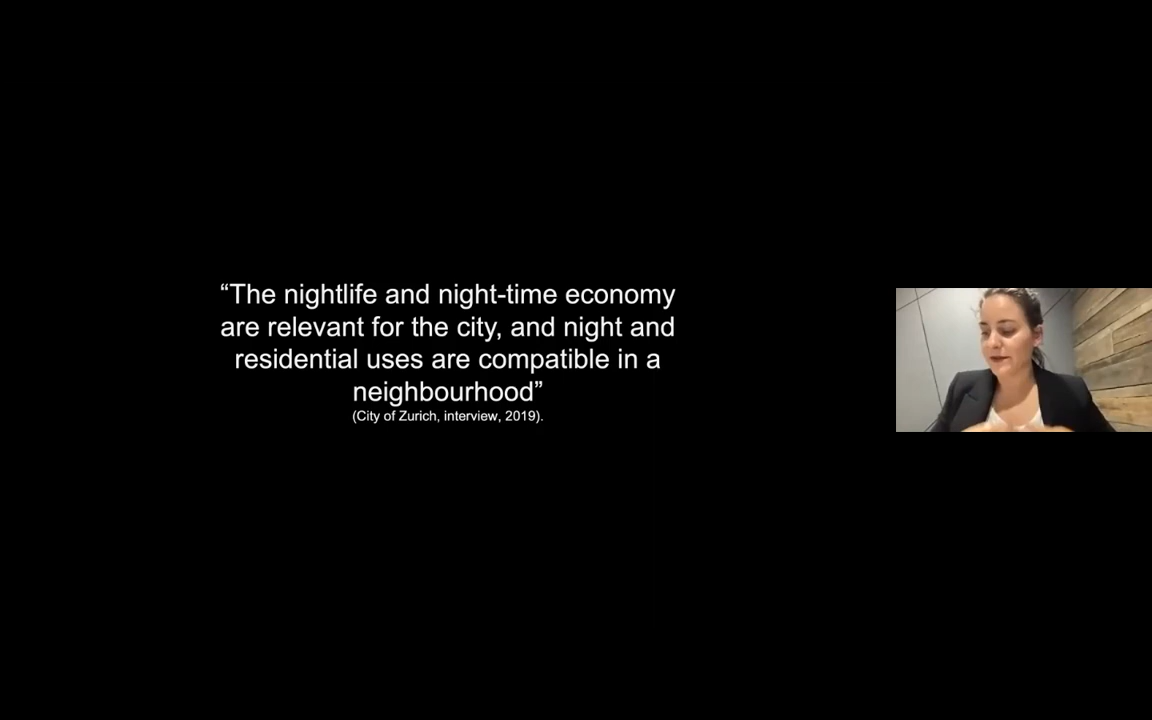 “The nightlife and night-time economy
are relevant for the city, and night and
residential uses are compatible in a
neighbourhood”
(City of Zurich, interview, 2019).